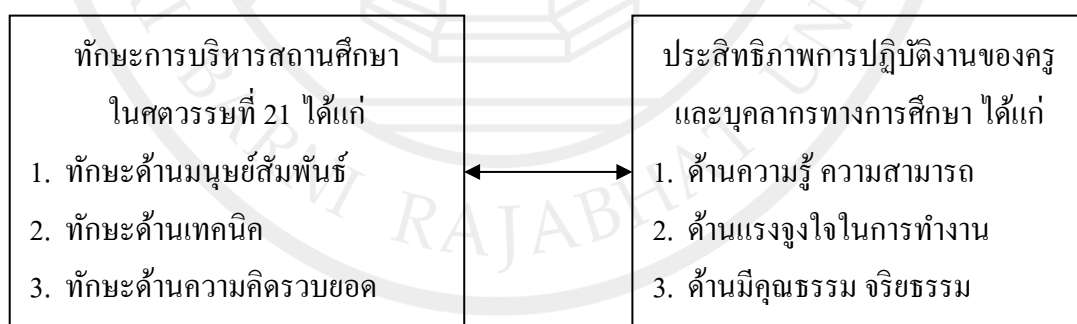 ทักษะการบริหารสถานศึกษา
ในศตวรรษที่ 21 ได้แก่
1. ทักษะด้านมนุษย์สัมพันธ์
2. ทักษะด้านเทคนิค
3. ทักษะด้านความคิดรวบยอด
ประสิทธิภาพการปฏิบัติงานของครู
และบุคลากรทางการศึกษา ได้แก่
1. ด้านความรู้ ความสามารถ
2. ด้านแรงจูงใจในการทำงาน
3. ด้านมีคุณธรรม จริยธรรม
BARNI RAJABHAT UNI